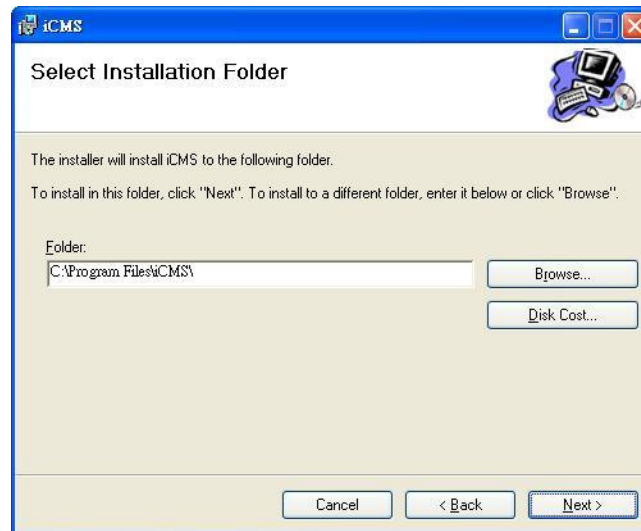 iCMS
Select Installation Folder
The installer will install iCMS to the following folder.
To install in this folder, click "Next". To install to a different folder, enter it below or click "Browse".
Folder:
C:\Program Files\iCMS\
Browse...
Disk Cost...
Cancel
< Back
Next >